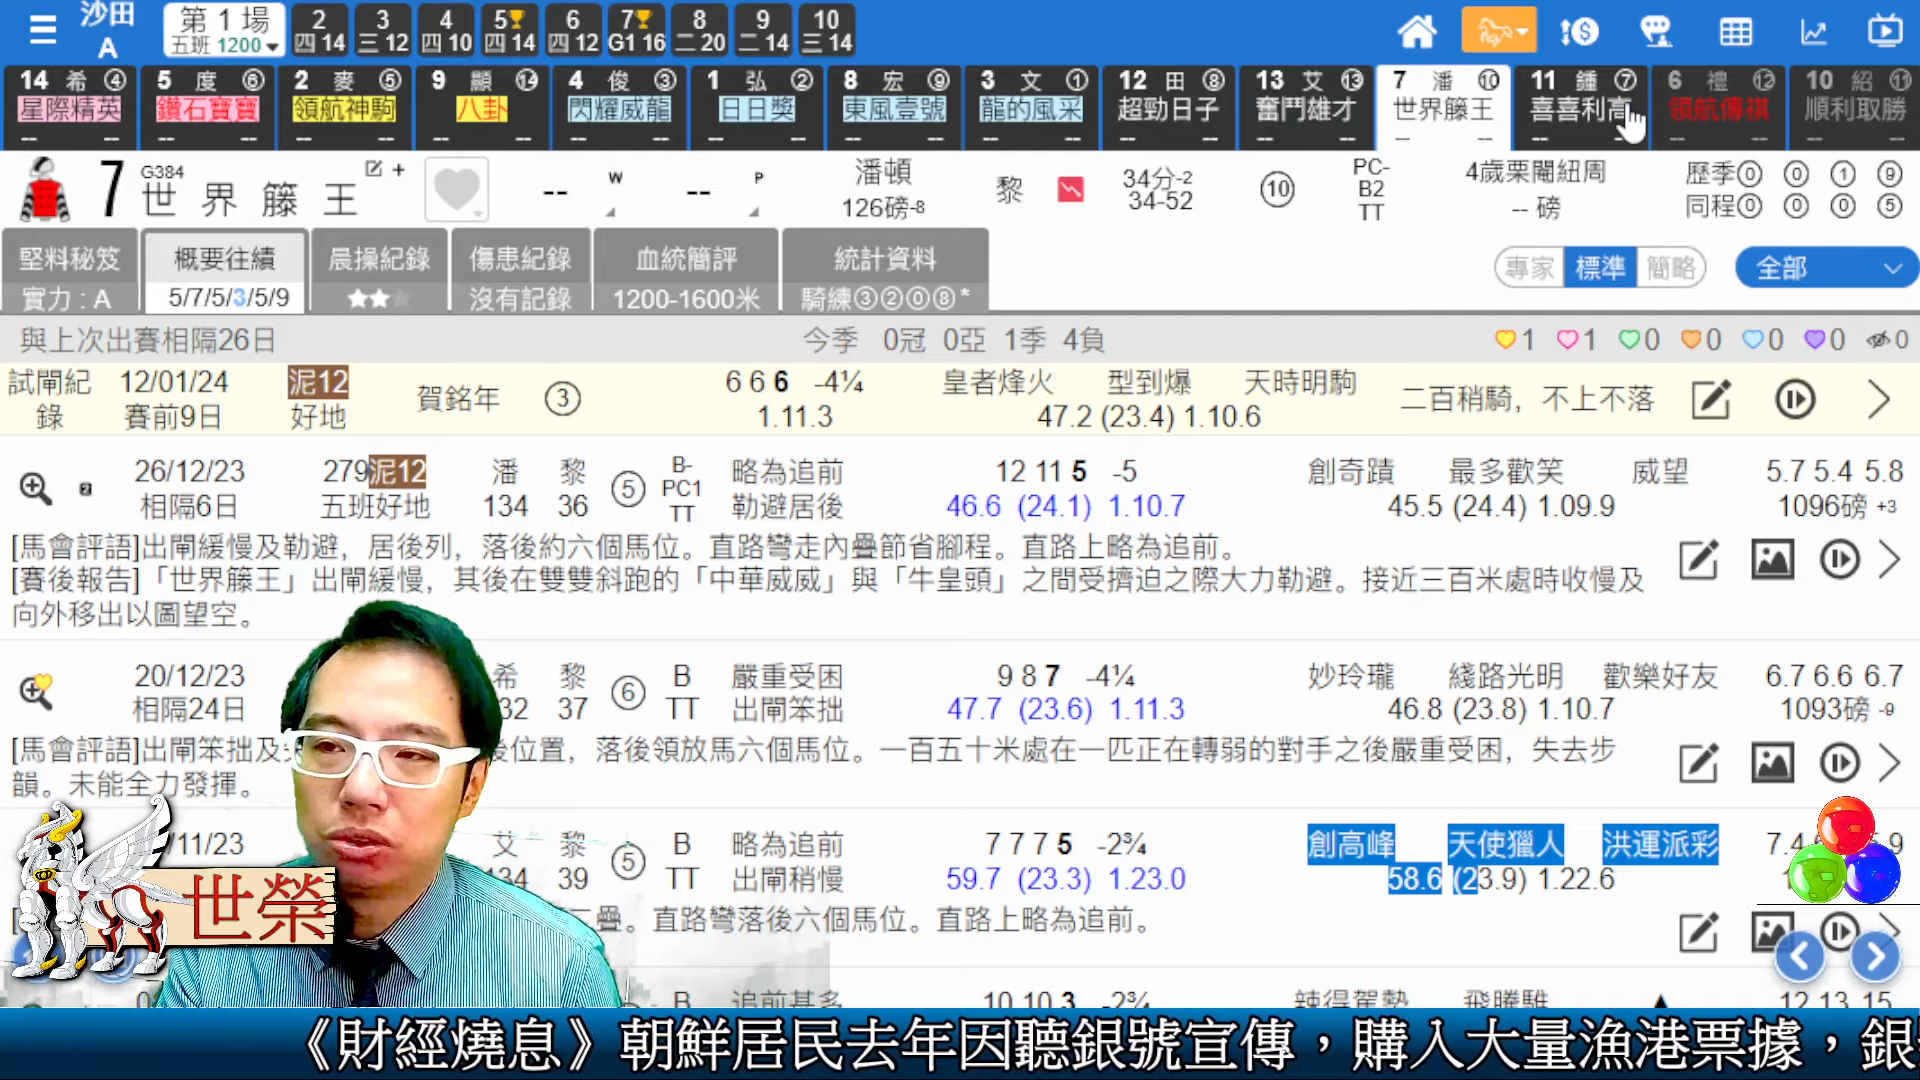 沙田 第 1 場 2 3 4 5 6 7 8 9 10
A 五班 1200 四 14 三 12 四 10 四 14 四 12 G1 16 二 20 二 14 三 14
14 希 ④ 5 度 ⑥ 2 麥 ⑤ 9 顯 ⑭ 4 俊 ③ 1 弘 ② 8 宏 ⑨ 3 文 ① 12 田 ⑧ 13 艾 ⑬ 7 潘 ⑩ 11 鍾 ⑦ 6 禮 ⑫ 10 紹 ⑪
星際精英 鑽石寶寶 領航神駒 八卦 閃耀威龍 日日獎 東風壹號 龍的風采 超勁日子 奮鬥雄才 世界籐王 喜喜利高 領航傳祺 順利取勝
-- -- -- -- -- -- -- -- -- -- -- -- -- --
7 G384 世界籐王 -- W -- P 潘頓 黎 34分-2 ⑩ PC- 4歲栗閹紐周 歷季⓪ ⓪ ① ⑨
126磅-8 34-52 B2 TT -- 磅 同程⓪ ⓪ ⓪ ⑤
堅料秘笈 概要往績 晨操紀錄 傷患紀錄 血統簡評 統計資料 專家 標準 簡略 全部
實力 : A 5/7/5/3/5/9 ★★★ 沒有記錄 1200-1600米 騎練③②⓪⑧*
與上次出賽相隔26日 今季 0冠 0亞 1季 4負 1 1 0 0 0 0 0
試閘紀 12/01/24 泥12 賀銘年 ③ 6 6 6 -4¼ 皇者烽火 型到爆 天時明駒 二百稍騎，不上不落
錄 賽前9日 好地 1.11.3 47.2 (23.4) 1.10.6
26/12/23 279泥12 潘 黎 ⑤ B- 略為追前 12 11 5 -5 創奇蹟 最多歡笑 威望 5.7 5.4 5.8
相隔6日 五班好地 134 36 PC1 TT 勒避居後 46.6 (24.1) 1.10.7 45.5 (24.4) 1.09.9 1096磅 +3
[馬會評語]出閘緩慢及勒避，居後列，落後約六個馬位。直路彎走內疊節省腳程。直路上略為追前。
[賽後報告]「世界籐王」出閘緩慢，其後在雙雙斜跑的「中華威威」與「牛皇頭」之間受擠迫之際大力勒避。接近三百米處時收慢及
向外移出以圖望空。
20/12/23 希 黎 ⑥ B 嚴重受困 9 8 7 -4¼ 妙玲瓏 綫路光明 歡樂好友 6.7 6.6 6.7
相隔24日 32 37 TT 出閘笨拙 47.7 (23.6) 1.11.3 46.8 (23.8) 1.10.7 1093磅 -9
[馬會評語]出閘笨拙及 後位置，落後領放馬六個馬位。一百五十米處在一匹正在轉弱的對手之後嚴重受困，失去步
韻。未能全力發揮。
/11/23 艾 黎 ⑤ B 略為追前 7 7 7 5 -2¾ 創高峰 天使獵人 洪運派彩 7.4 9
134 39 TT 出閘稍慢 59.7 (23.3) 1.23.0 58.6 (23.9) 1.22.6
疊。直路彎落後六個馬位。直路上略為追前。
世榮
B 追前甚多 10 10 3 -2¾ 辣得駕勢 飛騰騅 12 13 15
《財經燒息》朝鮮居民去年因聽銀號宣傳，購入大量漁港票據，銀